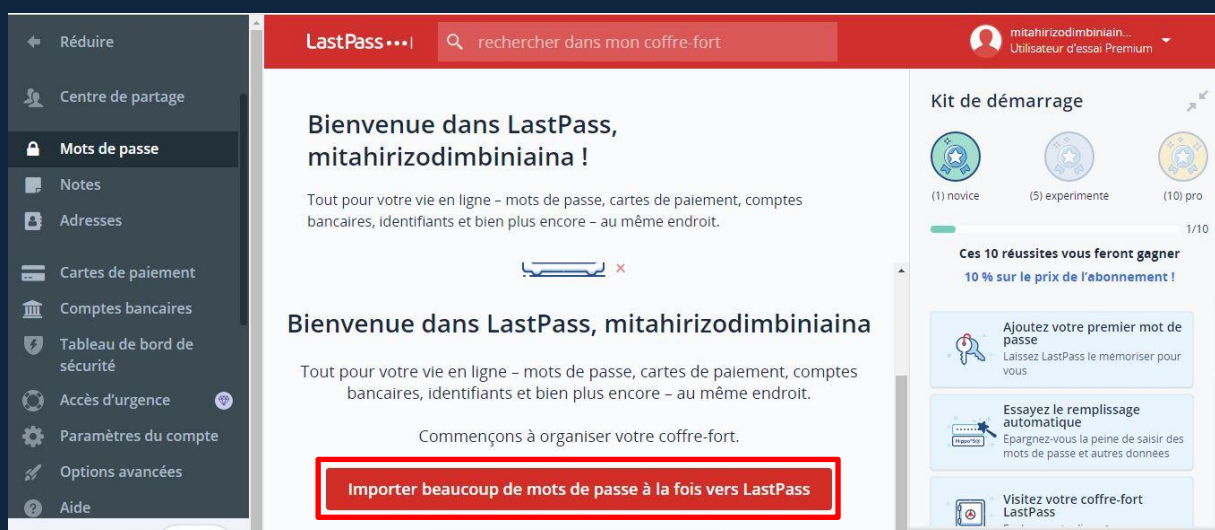 Réduire
Centre de partage
Mots de passe
Notes
Adresses
Cartes de paiement
Comptes bancaires
Tableau de bord de
sécurité
Accès d'urgence
Paramètres du compte
Options avancées
Aide
LastPass
rechercher dans mon coffre-fort
mitahirizodimbiniain...
Utilisateur d'essai Premium
Bienvenue dans LastPass,
mitahirizodimbiniaina !
Tout pour votre vie en ligne – mots de passe, cartes de paiement, comptes
bancaires, identifiants et bien plus encore – au même endroit.
Bienvenue dans LastPass, mitahirizodimbiniaina
Tout pour votre vie en ligne – mots de passe, cartes de paiement, comptes
bancaires, identifiants et bien plus encore – au même endroit.
Commençons à organiser votre coffre-fort.
Importer beaucoup de mots de passe à la fois vers LastPass
Kit de démarrage
(1) novice (5) expérimenté (10) pro
1/10
Ces 10 réussites vous feront gagner
10 % sur le prix de l'abonnement !
Ajoutez votre premier mot de
passe
Laissez LastPass le mémoriser pour
vous
Essayez le remplissage
automatique
Épargnez-vous la peine de saisir des
mots de passe et autres données
Visitez votre coffre-fort
LastPass